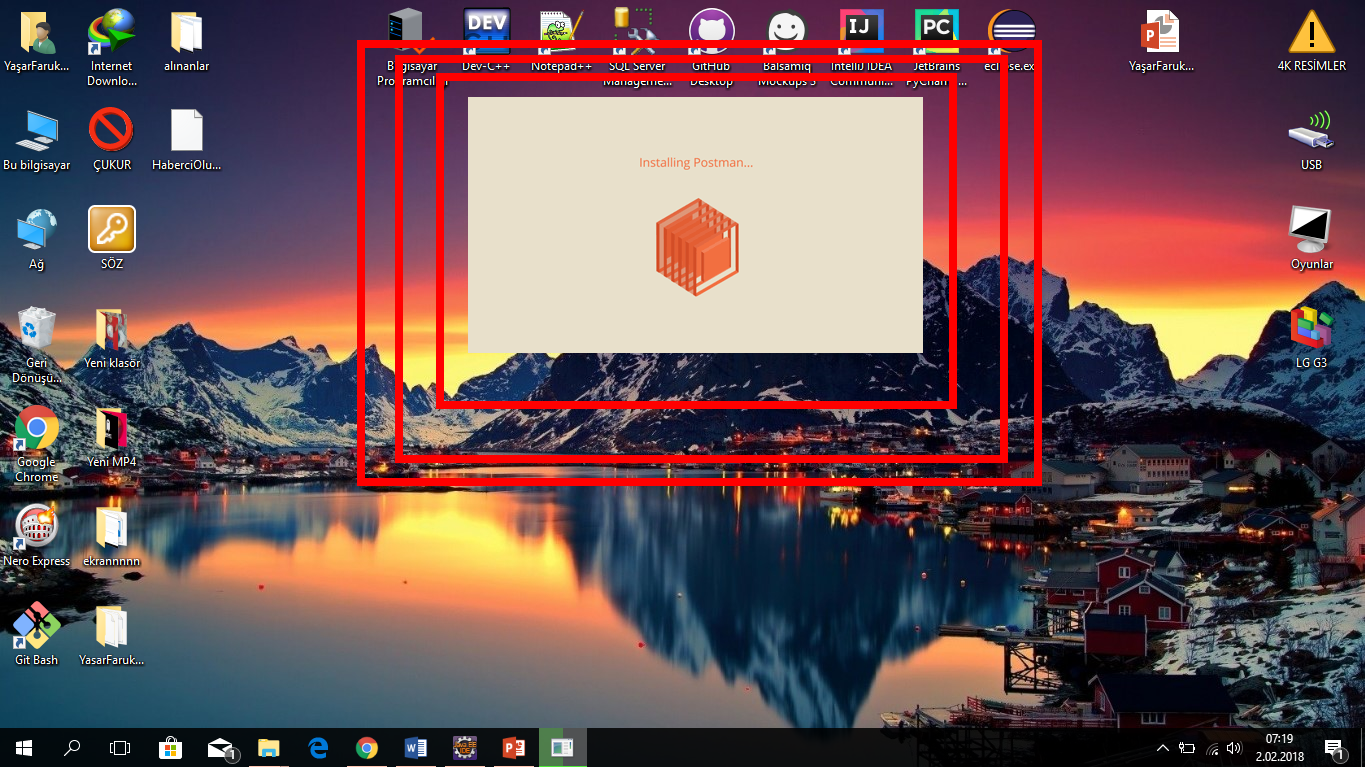 YaşarFaruk...
Internet
Downlo...
alınanlar
Bilgisayar
Programcılı
DEV
Dev-C++
Notepad++
SQL Server
Manageme...
GitHub
Desktop
Balsamiq
Mockups 3
IJ
IntelliJ IDEA
Communi...
PC
JetBrains
PyCharm ...
eclipse.exe
YaşarFaruk...
4K RESİMLER
Installing Postman...
Bu bilgisayar
ÇUKUR
HaberciOlu...
USB
Ağ
SÖZ
Oyunlar
Geri
Dönüşü...
Yeni klasör
LG G3
Google
Chrome
Yeni MP4
Nero Express
ekrannnnn
Git Bash
YasarFaruk...
1
07:19
2.02.2018
1